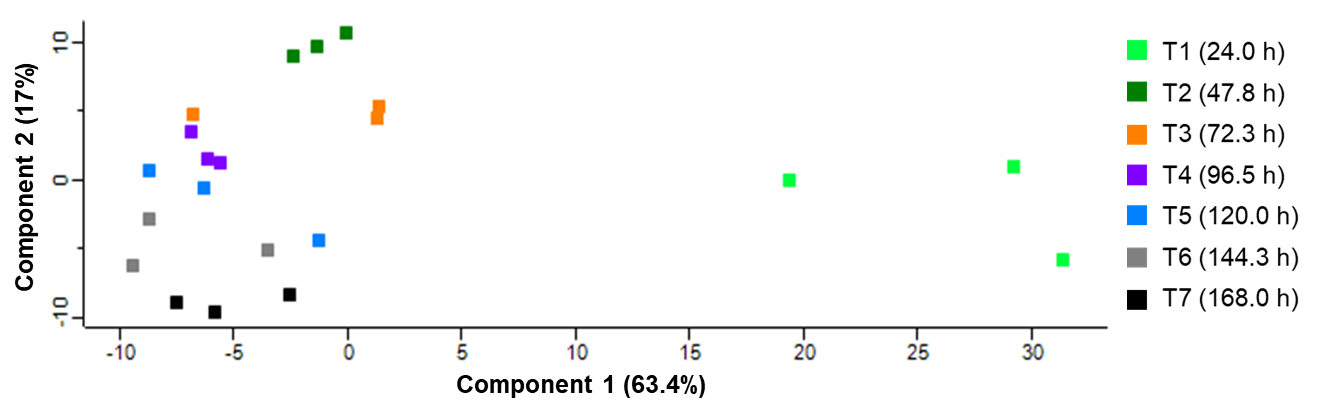 Component 2 (17%)
10
0
-10
-10
-5
0
5
10
15
20
25
30
Component 1 (63.4%)
T1 (24.0 h)
T2 (47.8 h)
T3 (72.3 h)
T4 (96.5 h)
T5 (120.0 h)
T6 (144.3 h)
T7 (168.0 h)